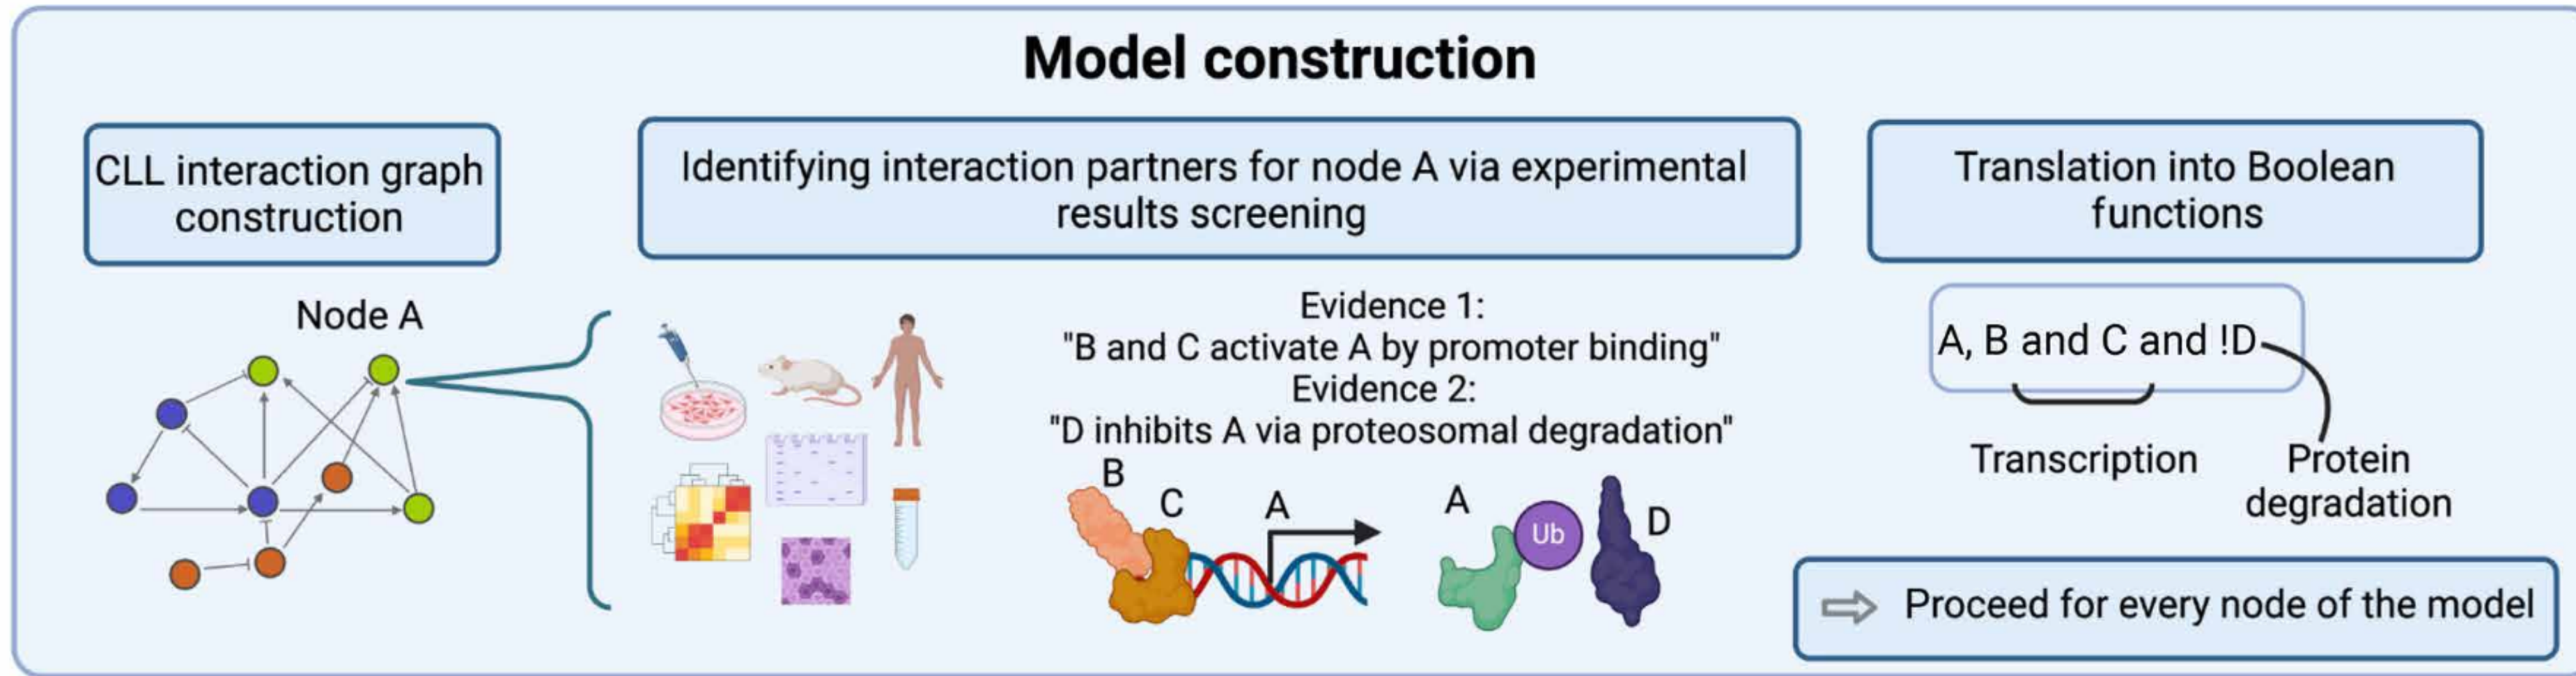 Model construction
CLL interaction graph
construction
Identifying interaction partners for node A via experimental
results screening
Translation into Boolean
functions
Node A
Evidence 1:
"B and C activate A by promoter binding"
Evidence 2:
"D inhibits A via proteosomal degradation"
B
C
A
A
Ub
D
A, B and C and !D
Transcription
Protein
degradation
Proceed for every node of the model